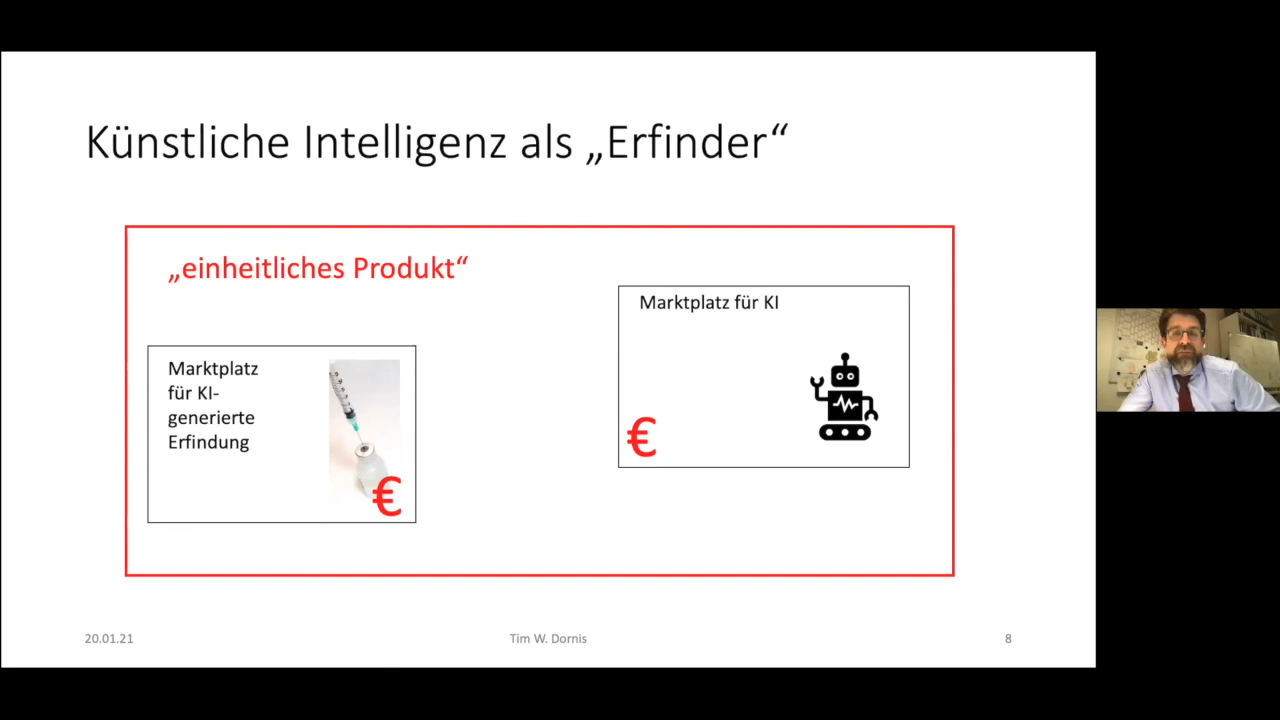 Künstliche Intelligenz als „Erfinder“
„einheitliches Produkt“
Marktplatz für KI
€
Marktplatz
für KI-
generierte
Erfindung
€
20.01.21
Tim W. Dornis
8